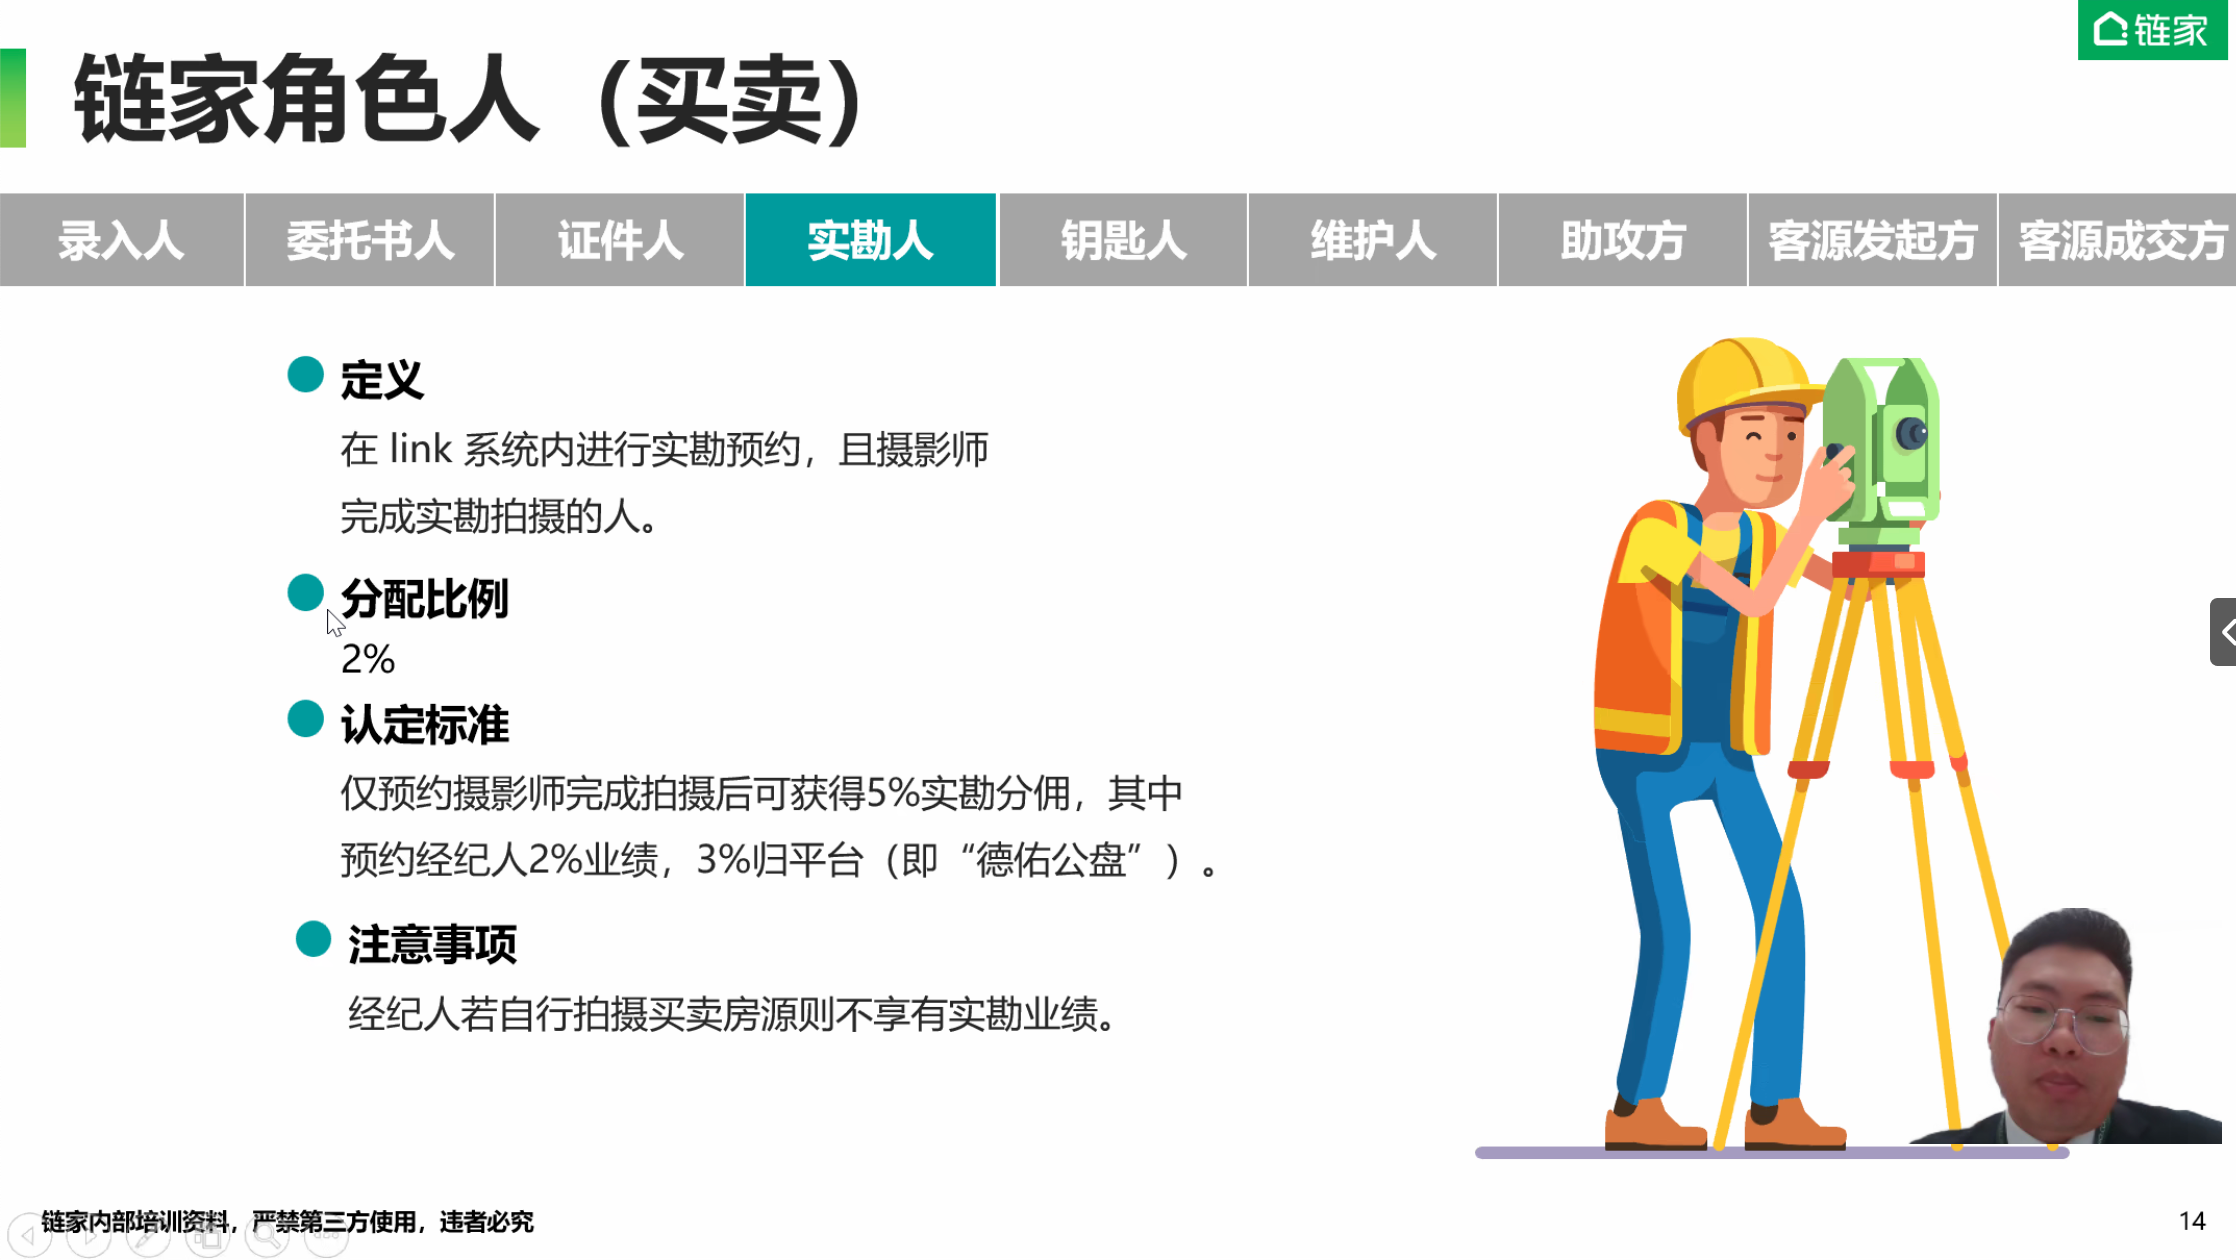 链家
链家角色人（买卖）
录入人
委托书人
证件人
实勘人
钥匙人
维护人
助攻方
客源发起方
客源成交方
定义
在 link 系统内进行实勘预约，且摄影师
完成实勘拍摄的人。
分配比例
2%
认定标准
仅预约摄影师完成拍摄后可获得5%实勘分佣，其中
预约经纪人2%业绩，3%归平台（即“德佑公盘”）。
注意事项
经纪人若自行拍摄买卖房源则不享有实勘业绩。
链家内部培训资料，严禁第三方使用，违者必究
14